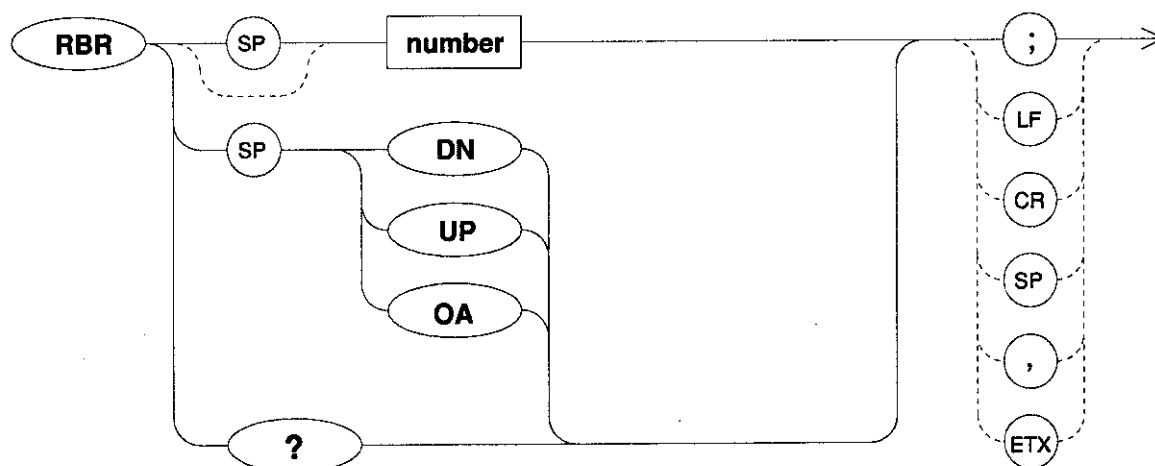 RBR SP number ;
LF
SP DN
CR
UP
SP
OA
,
? ETX